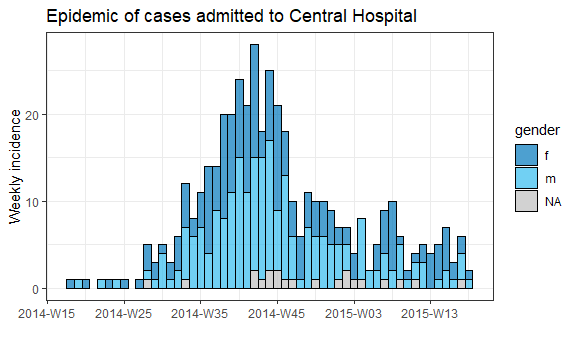 Epidemic of cases admitted to Central Hospital
Weekly incidence
20
10
0
2014-W15 2014-W25 2014-W35 2014-W45 2015-W03 2015-W13
gender
f
m
NA